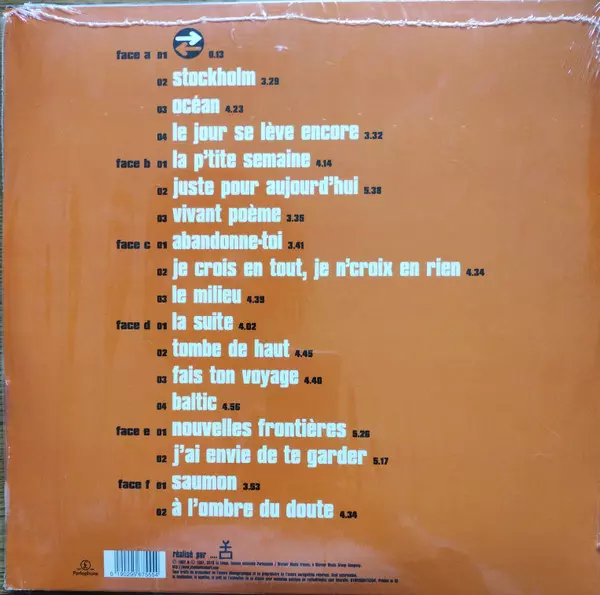 face a 01 6.13
02 stockholm 3.29
03 océan 4.23
04 le jour se lève encore 3.32
face b 01 la p'tite semaine 4.14
02 juste pour aujourd'hui 5.38
03 vivant poème 3.35
face c 01 abandonne-toi 3.41
02 je crois en tout, je n'croix en rien 4.34
03 le milieu 4.39
face d 01 la suite 4.02
02 tombe de haut 4.45
03 fais ton voyage 4.40
04 baltic 4.56
face e 01 nouvelles frontières 5.26
02 j'ai envie de te garder 5.17
face f 01 saumon 3.53
02 à l'ombre du doute 4.34
réalisé par ....
Parlophone